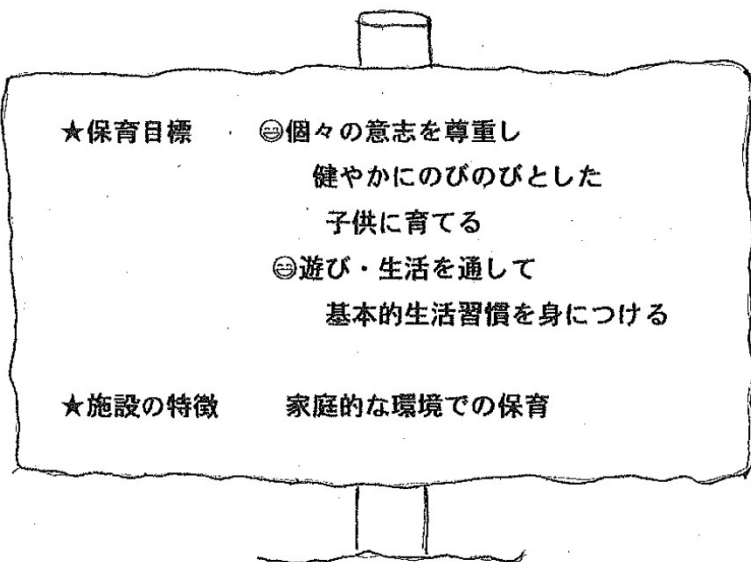 ★保育目標 😄個々の意志を尊重し
健やかにのびのびとした
子供に育てる
😄遊び・生活を通して
基本的生活習慣を身につける
★施設の特徴 家庭的な環境での保育